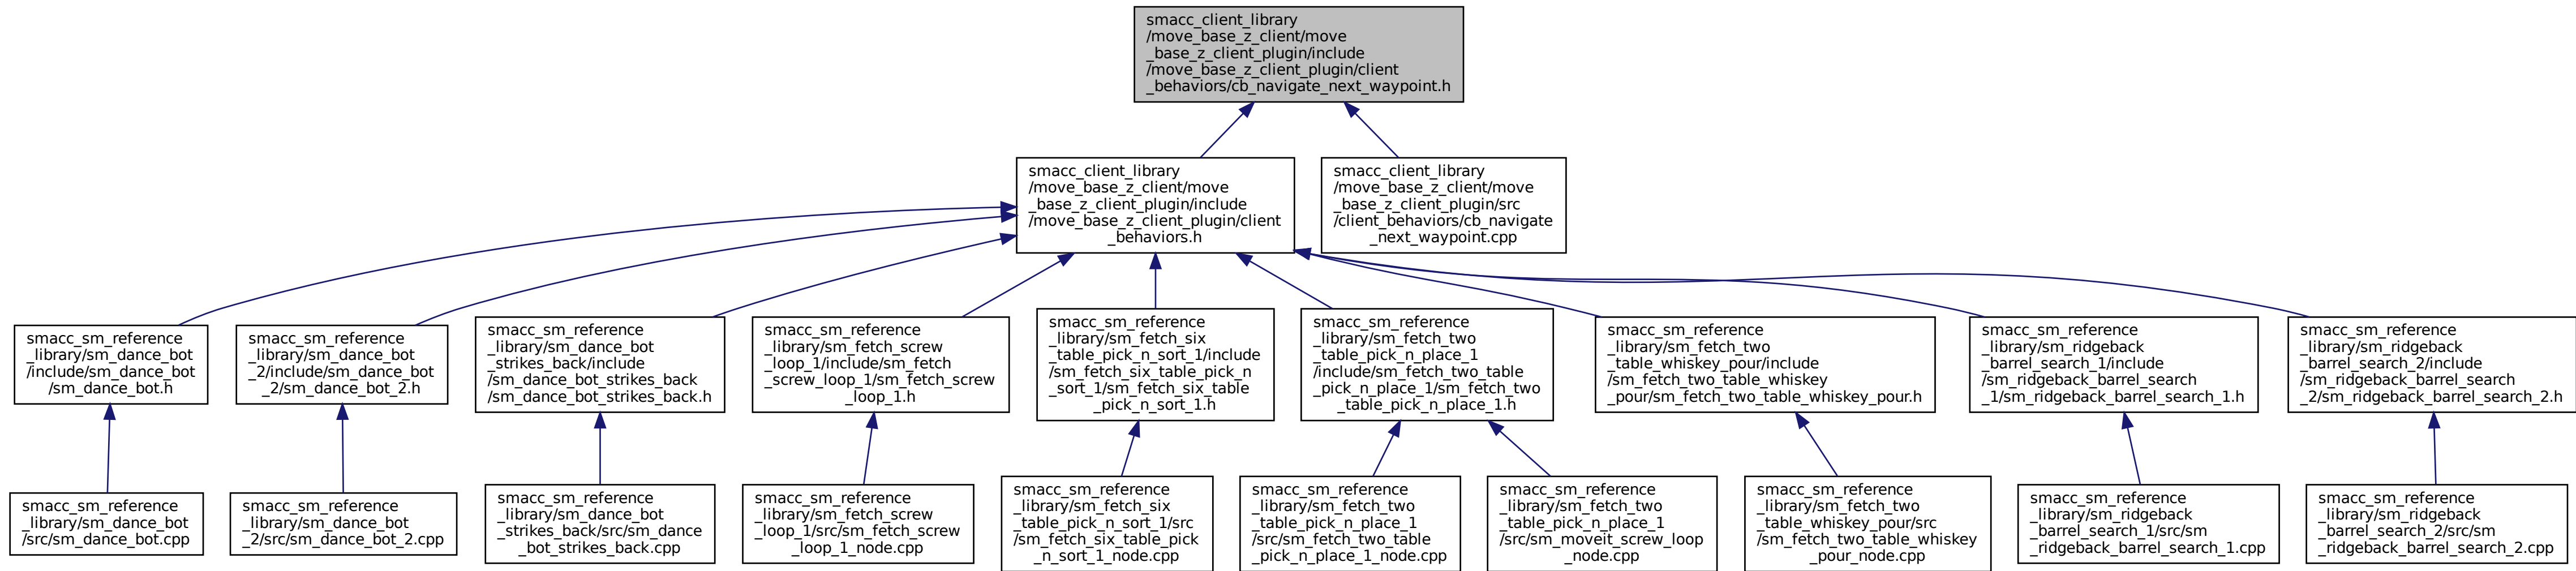 smacc_client_library
/move_base_z_client/move
_base_z_client_plugin/include
/move_base_z_client_plugin/client
_behaviors/cb_navigate_next_waypoint.h
smacc_client_library
/move_base_z_client/move
_base_z_client_plugin/include
/move_base_z_client_plugin/client
_behaviors.h
smacc_client_library
/move_base_z_client/move
_base_z_client_plugin/src
/client_behaviors/cb_navigate
_next_waypoint.cpp
smacc_sm_reference
_library/sm_dance_bot
/include/sm_dance_bot
/sm_dance_bot.h
smacc_sm_reference
_library/sm_dance_bot
_2/include/sm_dance_bot
_2/sm_dance_bot_2.h
smacc_sm_reference
_library/sm_dance_bot
_strikes_back/include
/sm_dance_bot_strikes_back
/sm_dance_bot_strikes_back.h
smacc_sm_reference
_library/sm_fetch_screw
_loop_1/include/sm_fetch
_screw_loop_1/sm_fetch_screw
_loop_1.h
smacc_sm_reference
_library/sm_fetch_six
_table_pick_n_sort_1/include
/sm_fetch_six_table_pick_n
_sort_1/sm_fetch_six_table
_pick_n_sort_1.h
smacc_sm_reference
_library/sm_fetch_two
_table_pick_n_place_1
/include/sm_fetch_two_table
_pick_n_place_1/sm_fetch_two
_table_pick_n_place_1.h
smacc_sm_reference
_library/sm_fetch_two
_table_whiskey_pour/include
/sm_fetch_two_table_whiskey
_pour/sm_fetch_two_table_whiskey_pour.h
smacc_sm_reference
_library/sm_ridgeback
_barrel_search_1/include
/sm_ridgeback_barrel_search
_1/sm_ridgeback_barrel_search_1.h
smacc_sm_reference
_library/sm_ridgeback
_barrel_search_2/include
/sm_ridgeback_barrel_search
_2/sm_ridgeback_barrel_search_2.h
smacc_sm_reference
_library/sm_dance_bot
/src/sm_dance_bot.cpp
smacc_sm_reference
_library/sm_dance_bot
_2/src/sm_dance_bot_2.cpp
smacc_sm_reference
_library/sm_dance_bot
_strikes_back/src/sm_dance
_bot_strikes_back.cpp
smacc_sm_reference
_library/sm_fetch_screw
_loop_1/src/sm_fetch_screw
_loop_1_node.cpp
smacc_sm_reference
_library/sm_fetch_six
_table_pick_n_sort_1/src
/sm_fetch_six_table_pick
_n_sort_1_node.cpp
smacc_sm_reference
_library/sm_fetch_two
_table_pick_n_place_1
/src/sm_fetch_two_table
_pick_n_place_1_node.cpp
smacc_sm_reference
_library/sm_fetch_two
_table_pick_n_place_1
/src/sm_moveit_screw_loop
_node.cpp
smacc_sm_reference
_library/sm_fetch_two
_table_whiskey_pour/src
/sm_fetch_two_table_whiskey
_pour_node.cpp
smacc_sm_reference
_library/sm_ridgeback
_barrel_search_1/src/sm
_ridgeback_barrel_search_1.cpp
smacc_sm_reference
_library/sm_ridgeback
_barrel_search_2/src/sm
_ridgeback_barrel_search_2.cpp